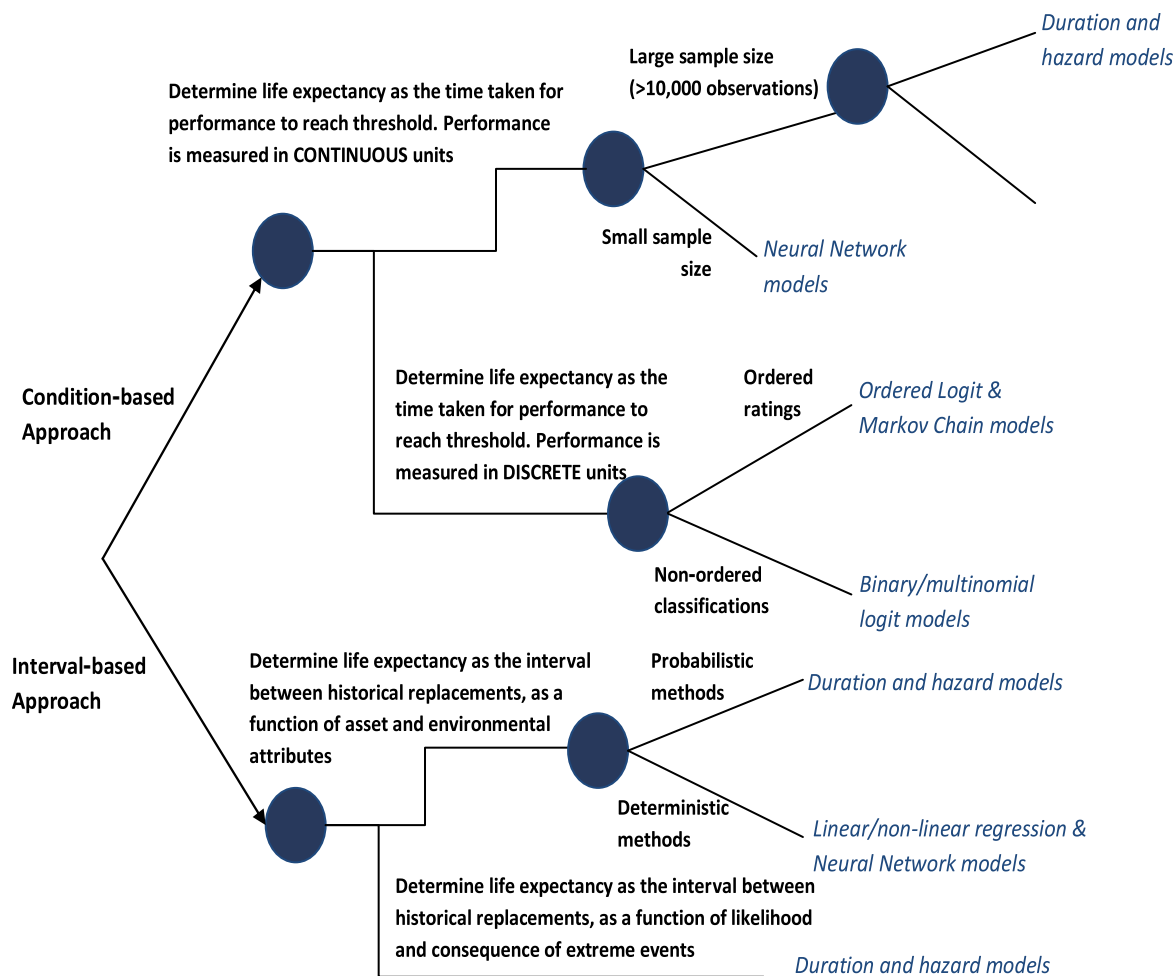 Duration and
hazard models
Large sample size
(>10,000 observations)
Determine life expectancy as the time taken for
performance to reach threshold. Performance
is measured in CONTINUOUS units
Small sample
size
Neural Network
models
Condition-based
Approach
Determine life expectancy as the
time taken for performance to
reach threshold. Performance is
measured in DISCRETE units
Ordered
ratings
Ordered Logit &
Markov Chain models
Non-ordered
classifications
Binary/multinomial
logit models
Interval-based
Approach
Determine life expectancy as the interval
between historical replacements, as a
function of asset and environmental
attributes
Probabilistic
methods
Duration and hazard models
Deterministic
methods
Linear/non-linear regression &
Neural Network models
Determine life expectancy as the interval between
historical replacements, as a function of likelihood
and consequence of extreme events
Duration and hazard models